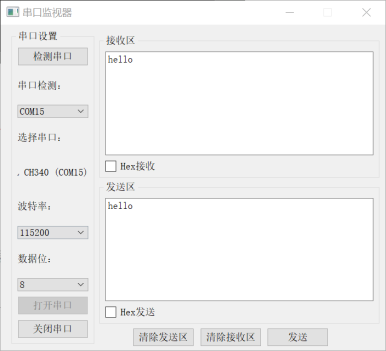 串口监视器
串口设置
检测串口
串口检测：
COM15
选择串口：
. CH340 (COM15)
波特率：
115200
数据位：
8
打开串口
关闭串口
接收区
hello
Hex接收
发送区
hello
Hex发送
清除发送区
清除接收区
发送